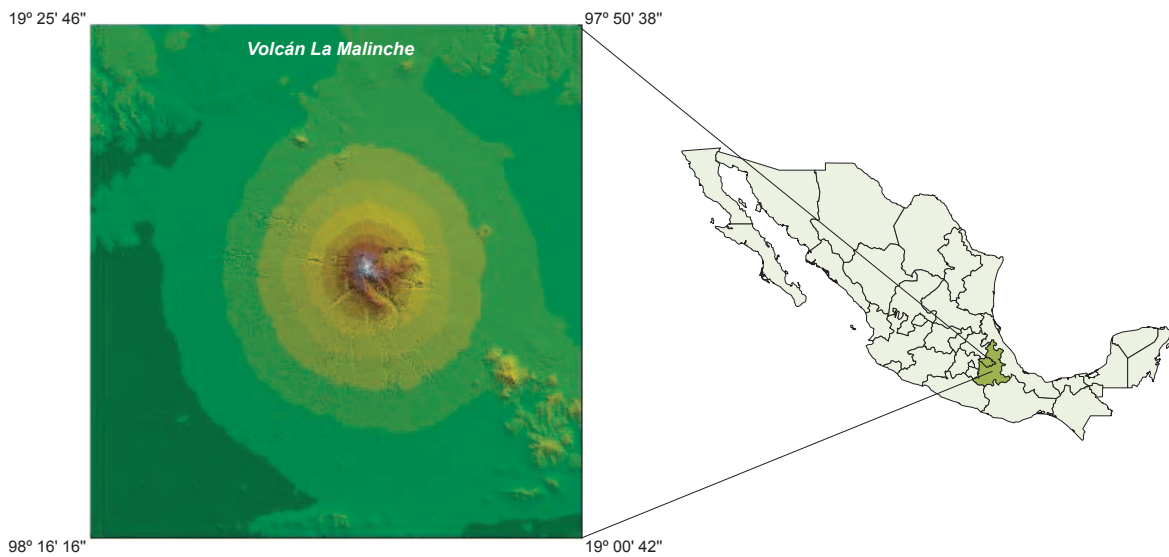 19º 25' 46"
97º 50' 38"
Volcán La Malinche
98º 16' 16"
19º 00' 42"